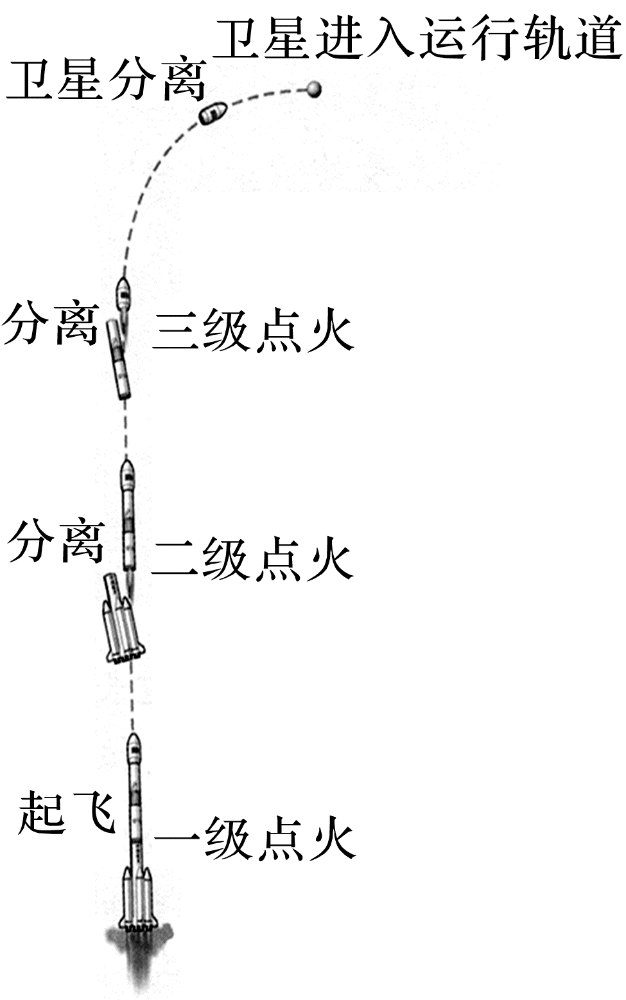 卫星进入运行轨道
卫星分离
分离
三级点火
分离
二级点火
起飞
一级点火